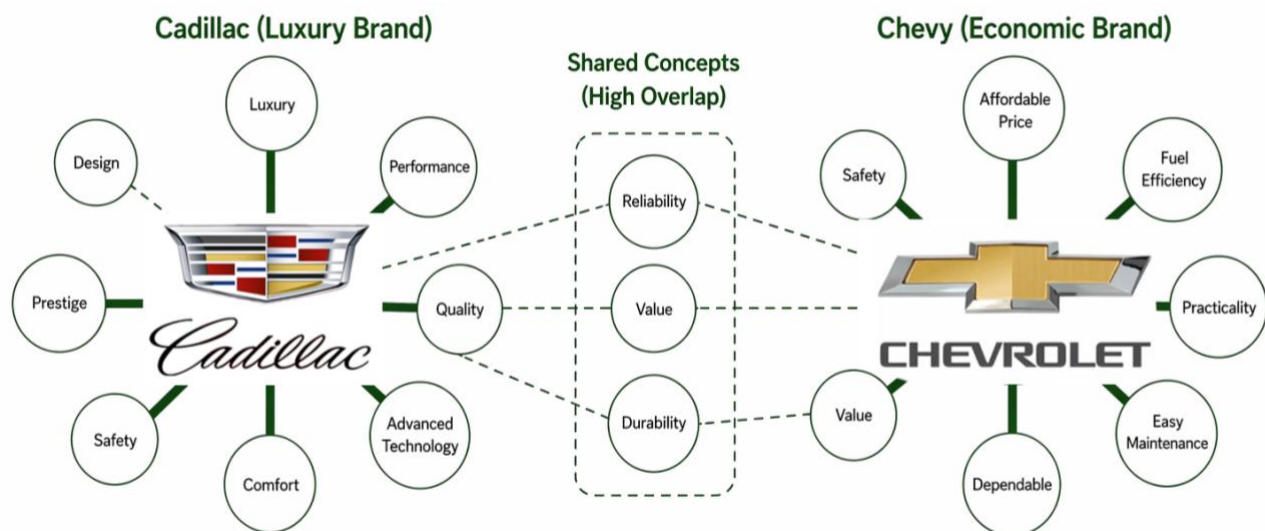 Cadillac (Luxury Brand)
Luxury
Design
Performance
Prestige
Quality
Cadillac
Safety
Advanced
Technology
Comfort
Shared Concepts
(High Overlap)
Reliability
Value
Durability
Chevy (Economic Brand)
Affordable
Price
Safety
Fuel
Efficiency
Practicality
CHEVROLET
Value
Easy
Maintenance
Dependable